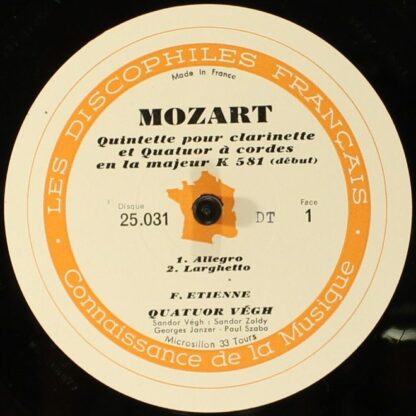 LES DISCOPHILES FRANÇAIS
Made in France
MOZART
Quintette pour clarinette
et Quatuor à cordes
en la majeur K 581 (début)
Disque Face
25.031 DT 1
1. Allegro
2. Larghetto
F. ETIENNE
QUATUOR VÉGH
Sandor Végh : Sandor Zoldy
Georges Janzer - Paul Szabo
Microsillon 33 Tours
Connaissance de la Musique